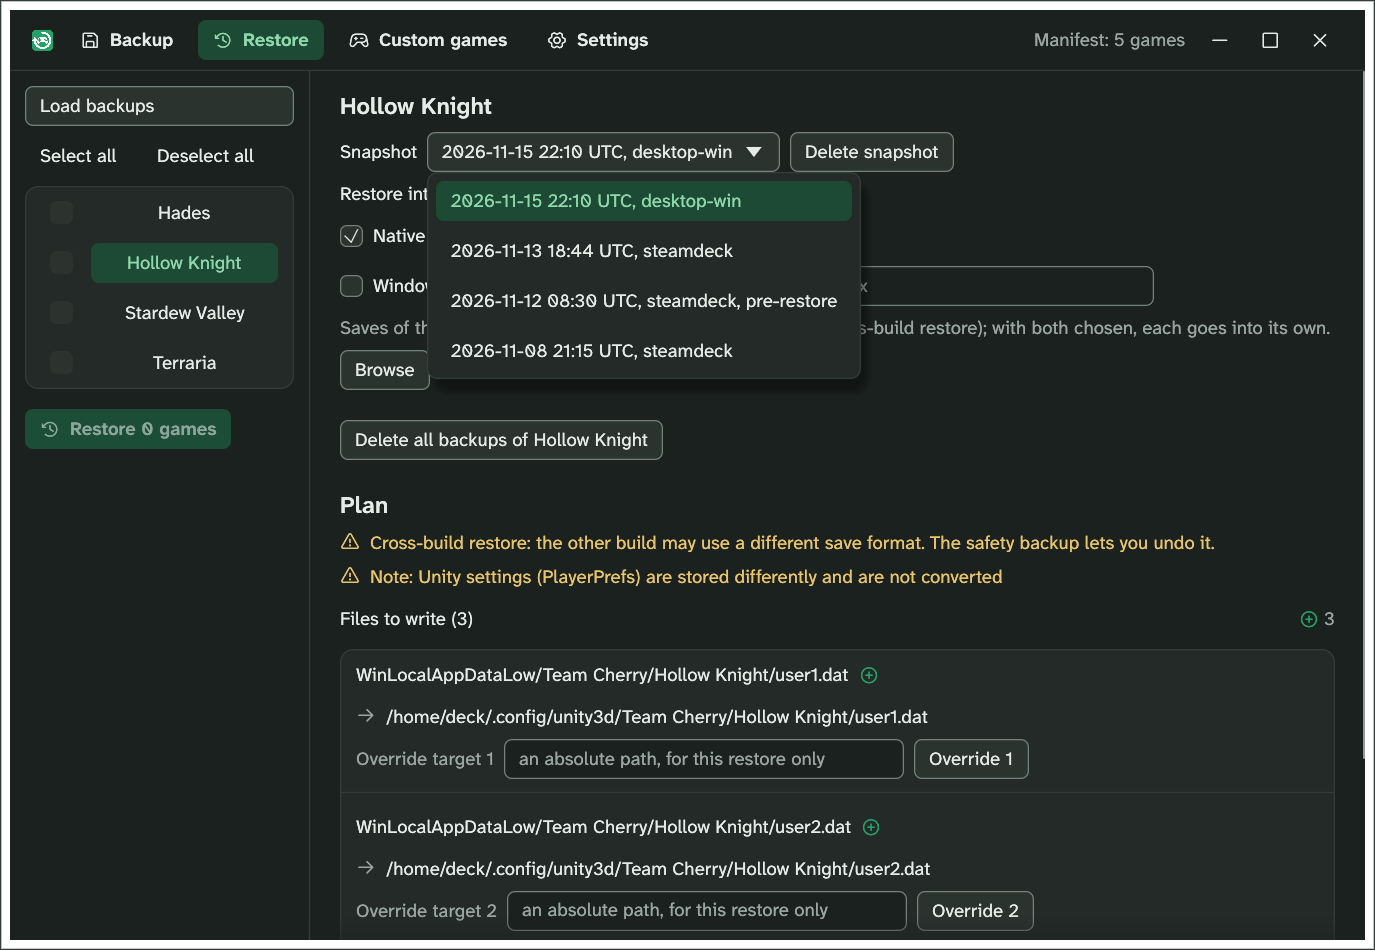 Backup
Restore
Custom games
Settings
Manifest: 5 games
Load backups
Select all
Deselect all
Hades
Hollow Knight
Stardew Valley
Terraria
Restore 0 games
Hollow Knight
Snapshot
2026-11-15 22:10 UTC, desktop-win
Delete snapshot
Restore int
2026-11-15 22:10 UTC, desktop-win
Native
2026-11-13 18:44 UTC, steamdeck
Windo
2026-11-12 08:30 UTC, steamdeck, pre-restore
x
Saves of th
s-build restore); with both chosen, each goes into its own.
2026-11-08 21:15 UTC, steamdeck
Browse
Delete all backups of Hollow Knight
Plan
Cross-build restore: the other build may use a different save format. The safety backup lets you undo it.
Note: Unity settings (PlayerPrefs) are stored differently and are not converted
Files to write (3)
3
WinLocalAppDataLow/Team Cherry/Hollow Knight/user1.dat
→ /home/deck/.config/unity3d/Team Cherry/Hollow Knight/user1.dat
Override target 1
an absolute path, for this restore only
Override 1
WinLocalAppDataLow/Team Cherry/Hollow Knight/user2.dat
→ /home/deck/.config/unity3d/Team Cherry/Hollow Knight/user2.dat
Override target 2
an absolute path, for this restore only
Override 2